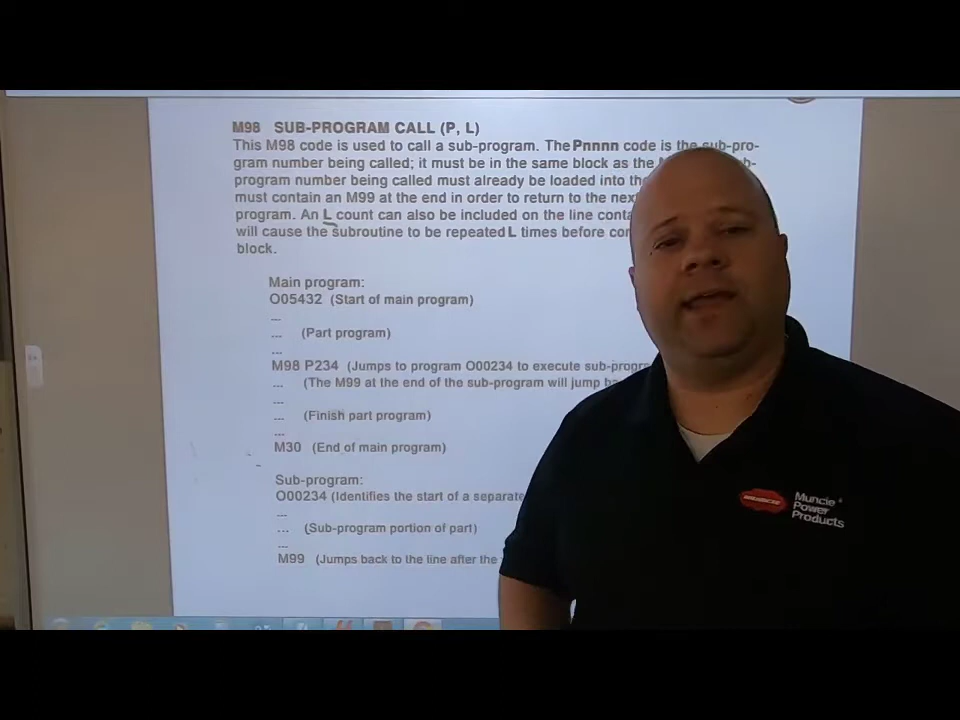 M98 SUB-PROGRAM CALL (P, L)
This M98 code is used to call a sub-program. The Pnnnn code is the sub-pro-
gram number being called; it must be in the same block as the
program number being called must already be loaded into the
must contain an M99 at the end in order to return to the next
program. An L count can also be included on the line
will cause the subroutine to be repeated L times before
block.
Main program:
O05432 (Start of main program)
...
... (Part program)
...
M98 P234 (Jumps to program O00234 to execute
... (The M99 at the end of the sub-program will jump
...
... (Finish part program)
...
M30 (End of main program)
Sub-program:
O00234 (Identifies the start of a separate
...
... (Sub-program portion of part)
...
M99 (Jumps back to the line after the
Muncie
Power
Products